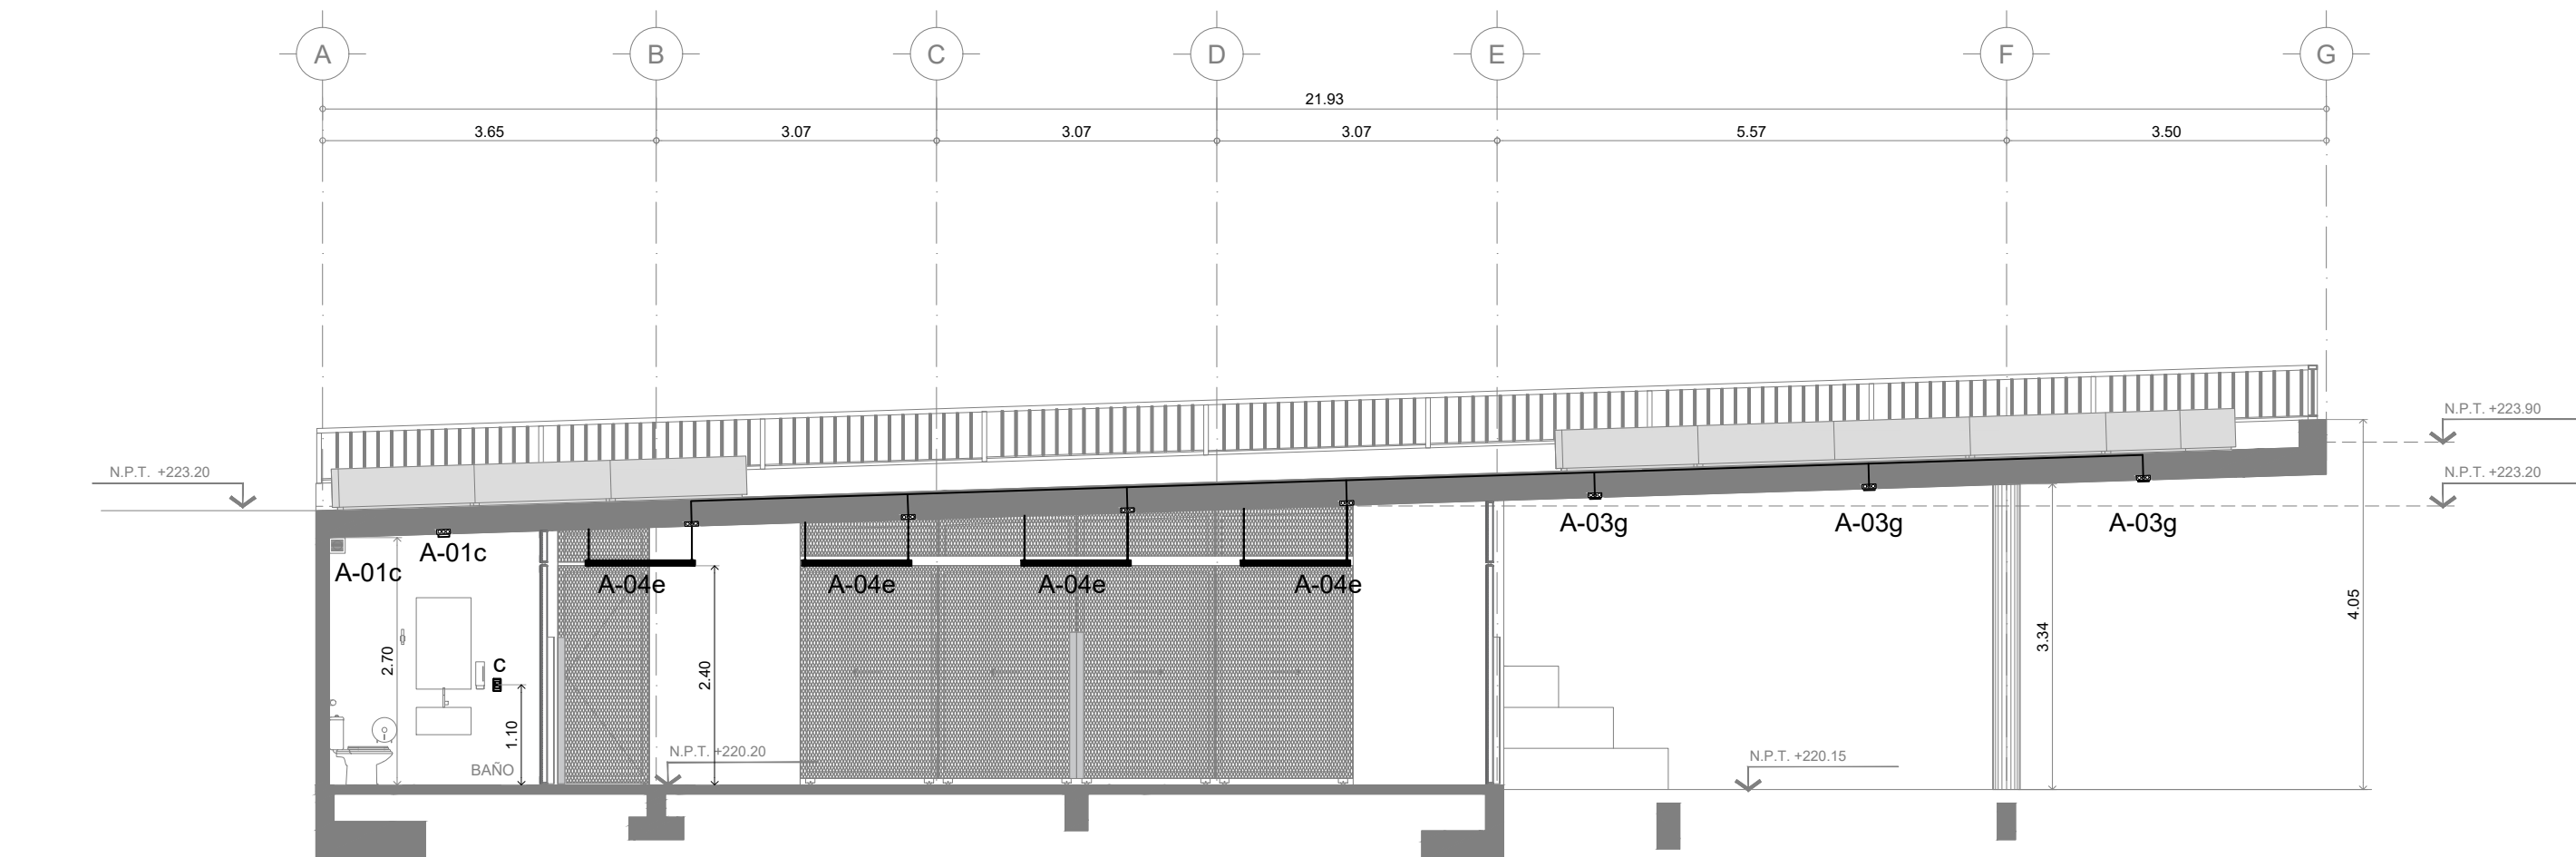 A B C D E F G
21.93
3.65 3.07 3.07 3.07 5.57 3.50
N.P.T. +223.90
N.P.T. +223.20
N.P.T. +223.20
A-03g A-03g A-03g
A-01c
A-01c
A-04e A-04e A-04e A-04e
4.05
3.34
2.70
C
2.40
1.10
N.P.T. +220.20
N.P.T. +220.15
BAÑO